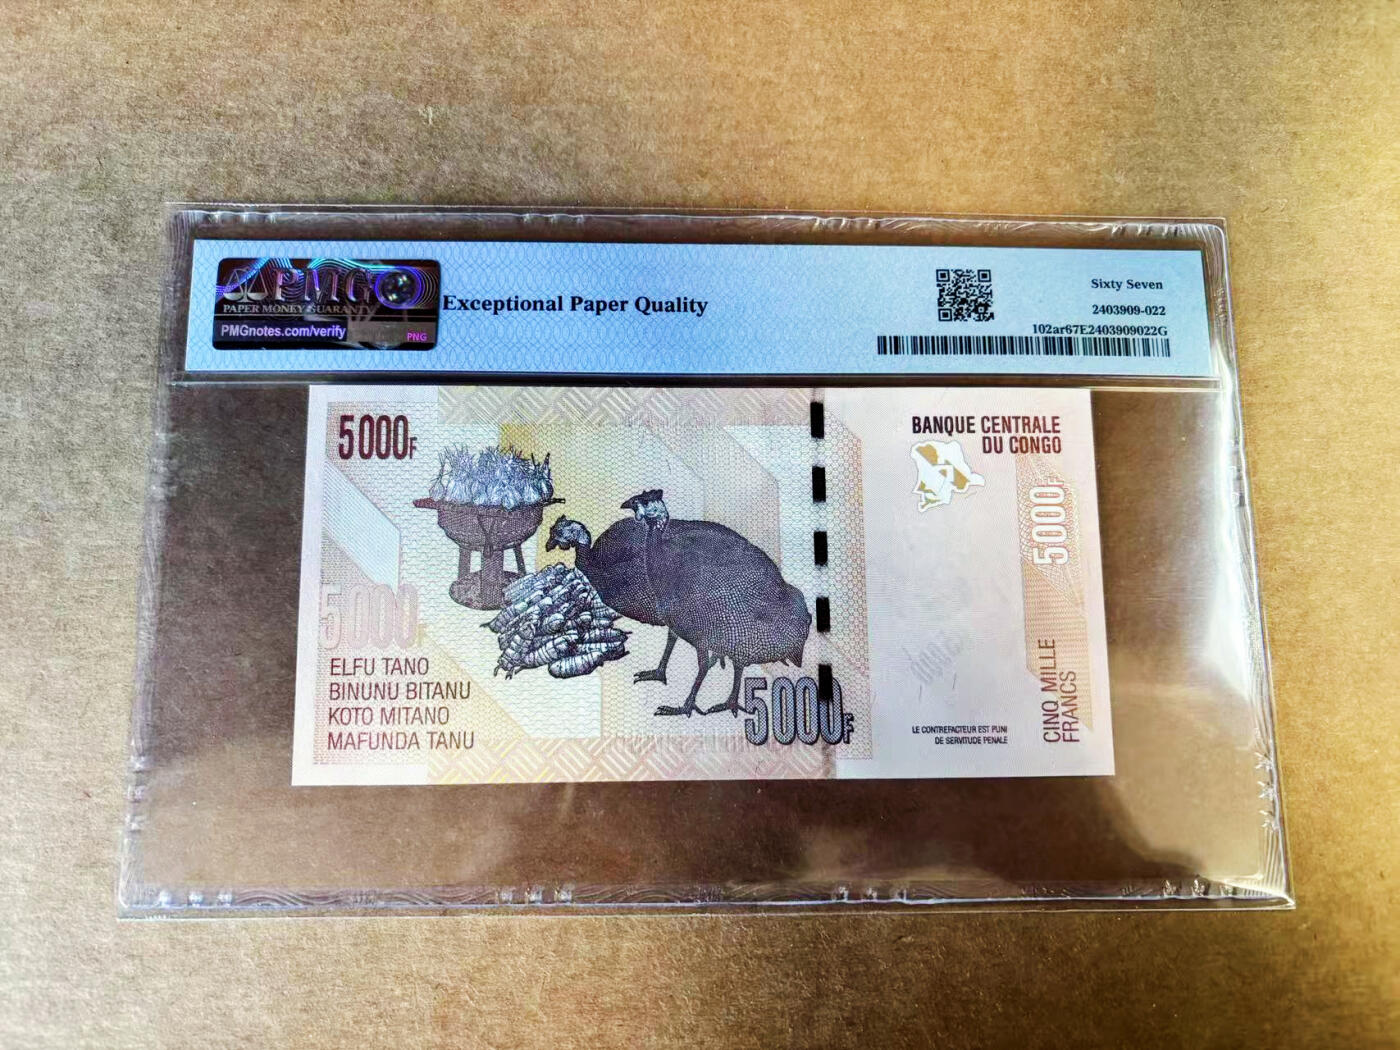 PMG
PAPER MONEY GUARANTY
PMGnotes.com/verify
PNG
Exceptional Paper Quality
Sixty Seven
2403909-022
102ar67E2403909022G
5000F
BANQUE CENTRALE
DU CONGO
5000F
5000F
ELFU TANO
BINUNU BITANU
KOTO MITANO
MAFUNDA TANU
5000F
LE CONTREFACTEUR EST PUNI
DE SERVITUDE PENALE
CINQ MILLE
FRANCS